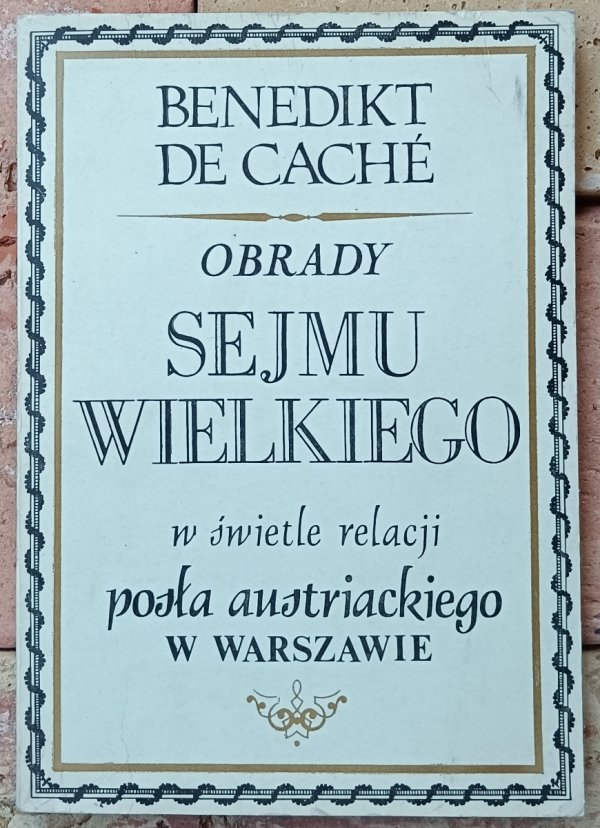 BENEDIKT
DE CACHÉ
OBRADY
SEJMU
WIELKIEGO
w świetle relacji
posła austriackiego
W WARSZAWIE